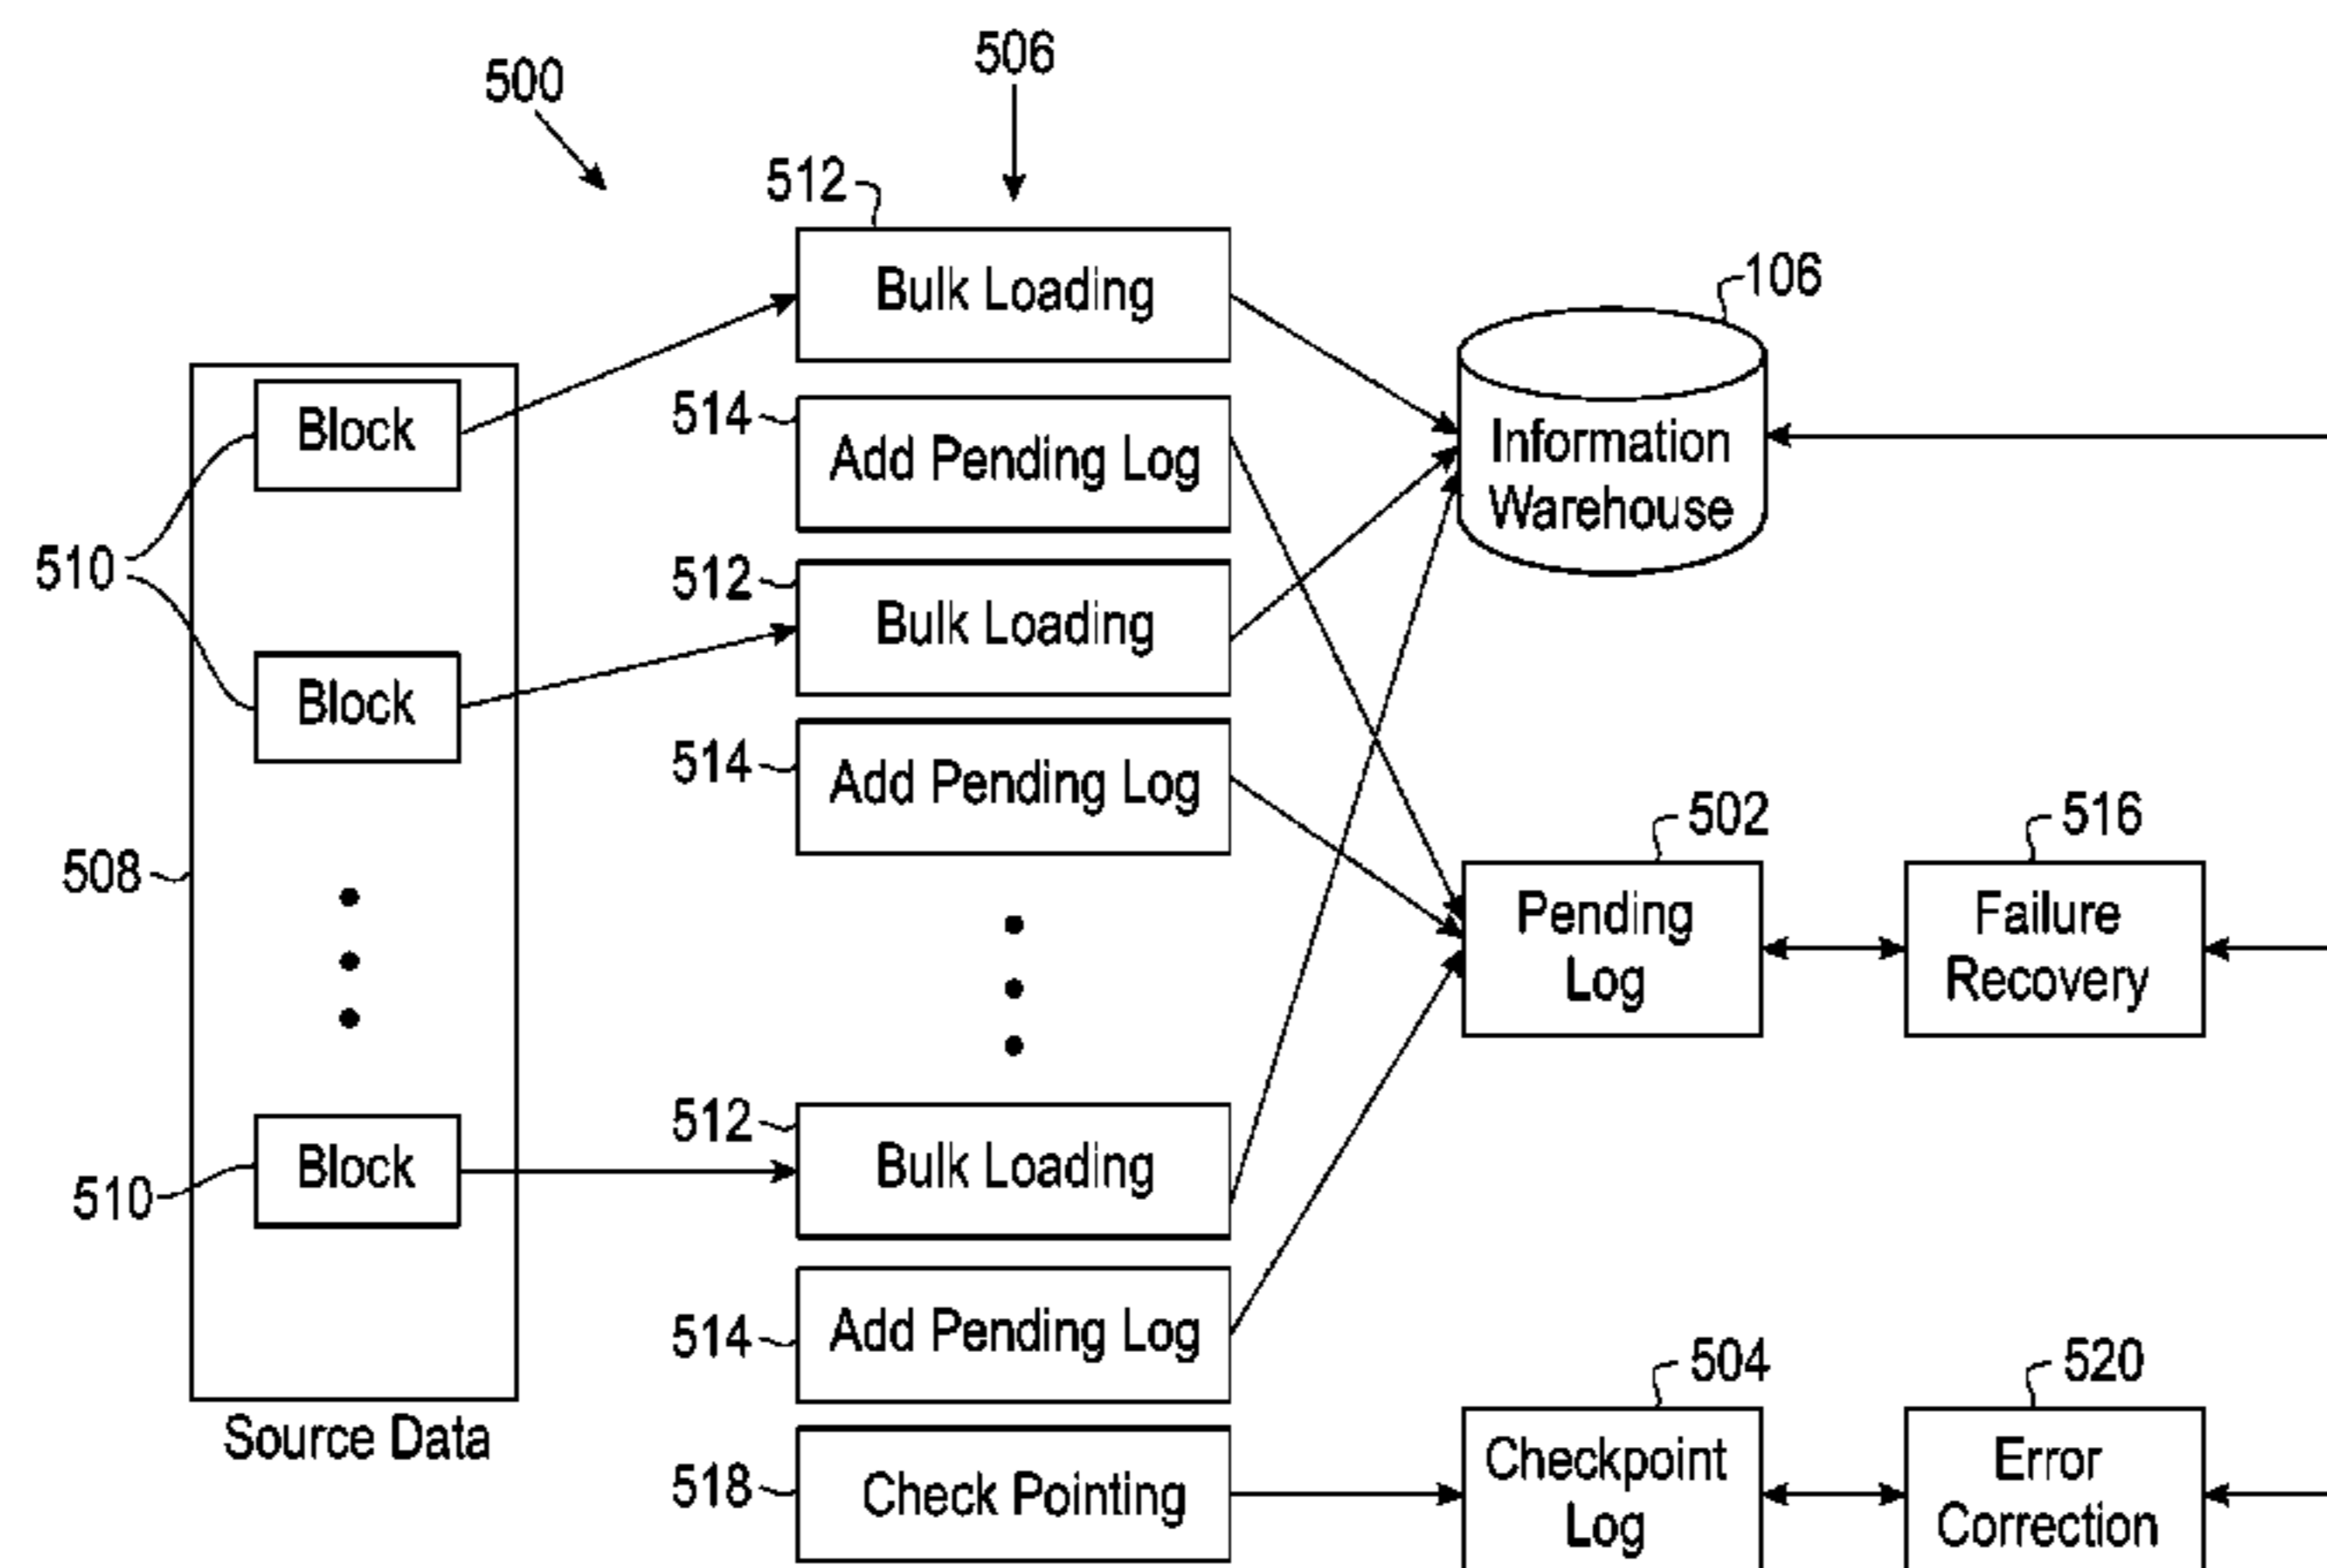 500
506
512
Bulk Loading
106
Block
514
Add Pending Log
Information
Warehouse
510
512
Bulk Loading
Block
514
Add Pending Log
502
516
508
Pending
Log
Failure
Recovery
512
Bulk Loading
510
Block
514
Add Pending Log
504
520
Source Data
518
Check Pointing
Checkpoint
Log
Error
Correction